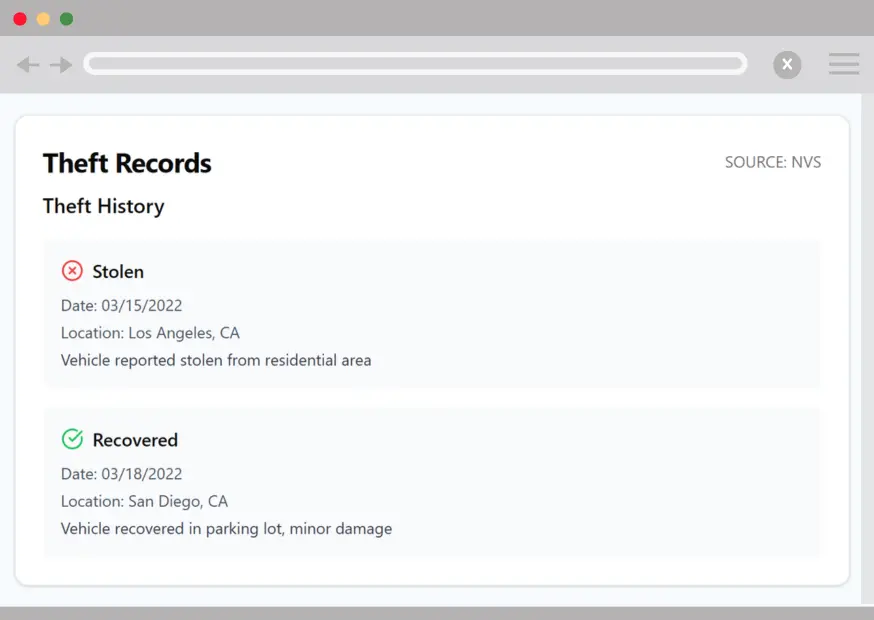 Theft Records
SOURCE: NVS
Theft History
Stolen
Date: 03/15/2022
Location: Los Angeles, CA
Vehicle reported stolen from residential area
Recovered
Date: 03/18/2022
Location: San Diego, CA
Vehicle recovered in parking lot, minor damage